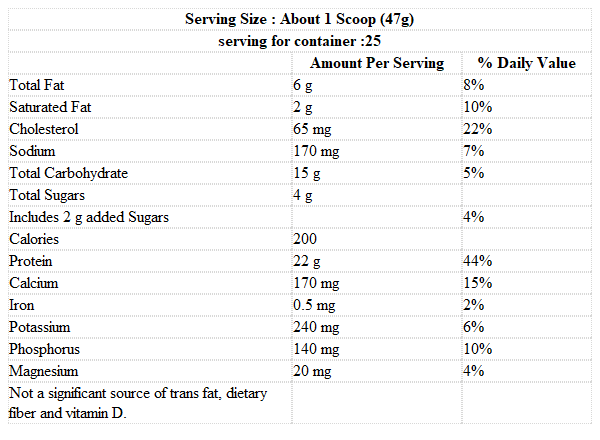 Serving Size : About 1 Scoop (47g)
serving for container :25
Amount Per Serving % Daily Value
Total Fat 6 g 8%
Saturated Fat 2 g 10%
Cholesterol 65 mg 22%
Sodium 170 mg 7%
Total Carbohydrate 15 g 5%
Total Sugars 4 g
Includes 2 g added Sugars 4%
Calories 200
Protein 22 g 44%
Calcium 170 mg 15%
Iron 0.5 mg 2%
Potassium 240 mg 6%
Phosphorus 140 mg 10%
Magnesium 20 mg 4%
Not a significant source of trans fat, dietary
fiber and vitamin D.